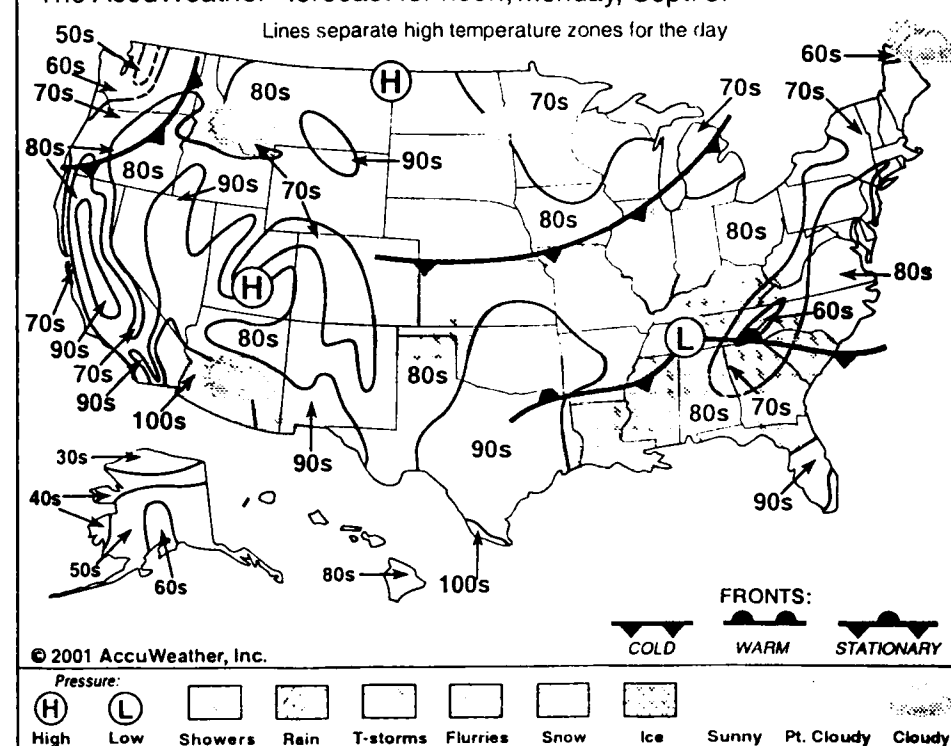 Lines separate high temperature zones for the day
50s
60s
70s
80s
60s
70s
70s
80s
70s
90s
80s
90s
70s
80s
80s
80s
60s
70s
90s
70s
90s
100s
80s
80s
90s
90s
80s
70s
90s
100s
30s
40s
50s
60s
80s
H
H
L
FRONTS:
COLD WARM STATIONARY
© 2001 AccuWeather, Inc.
Pressure:
H L
High Low Showers Rain T-storms Flurries Snow Ice Sunny Pt. Cloudy Cloudy